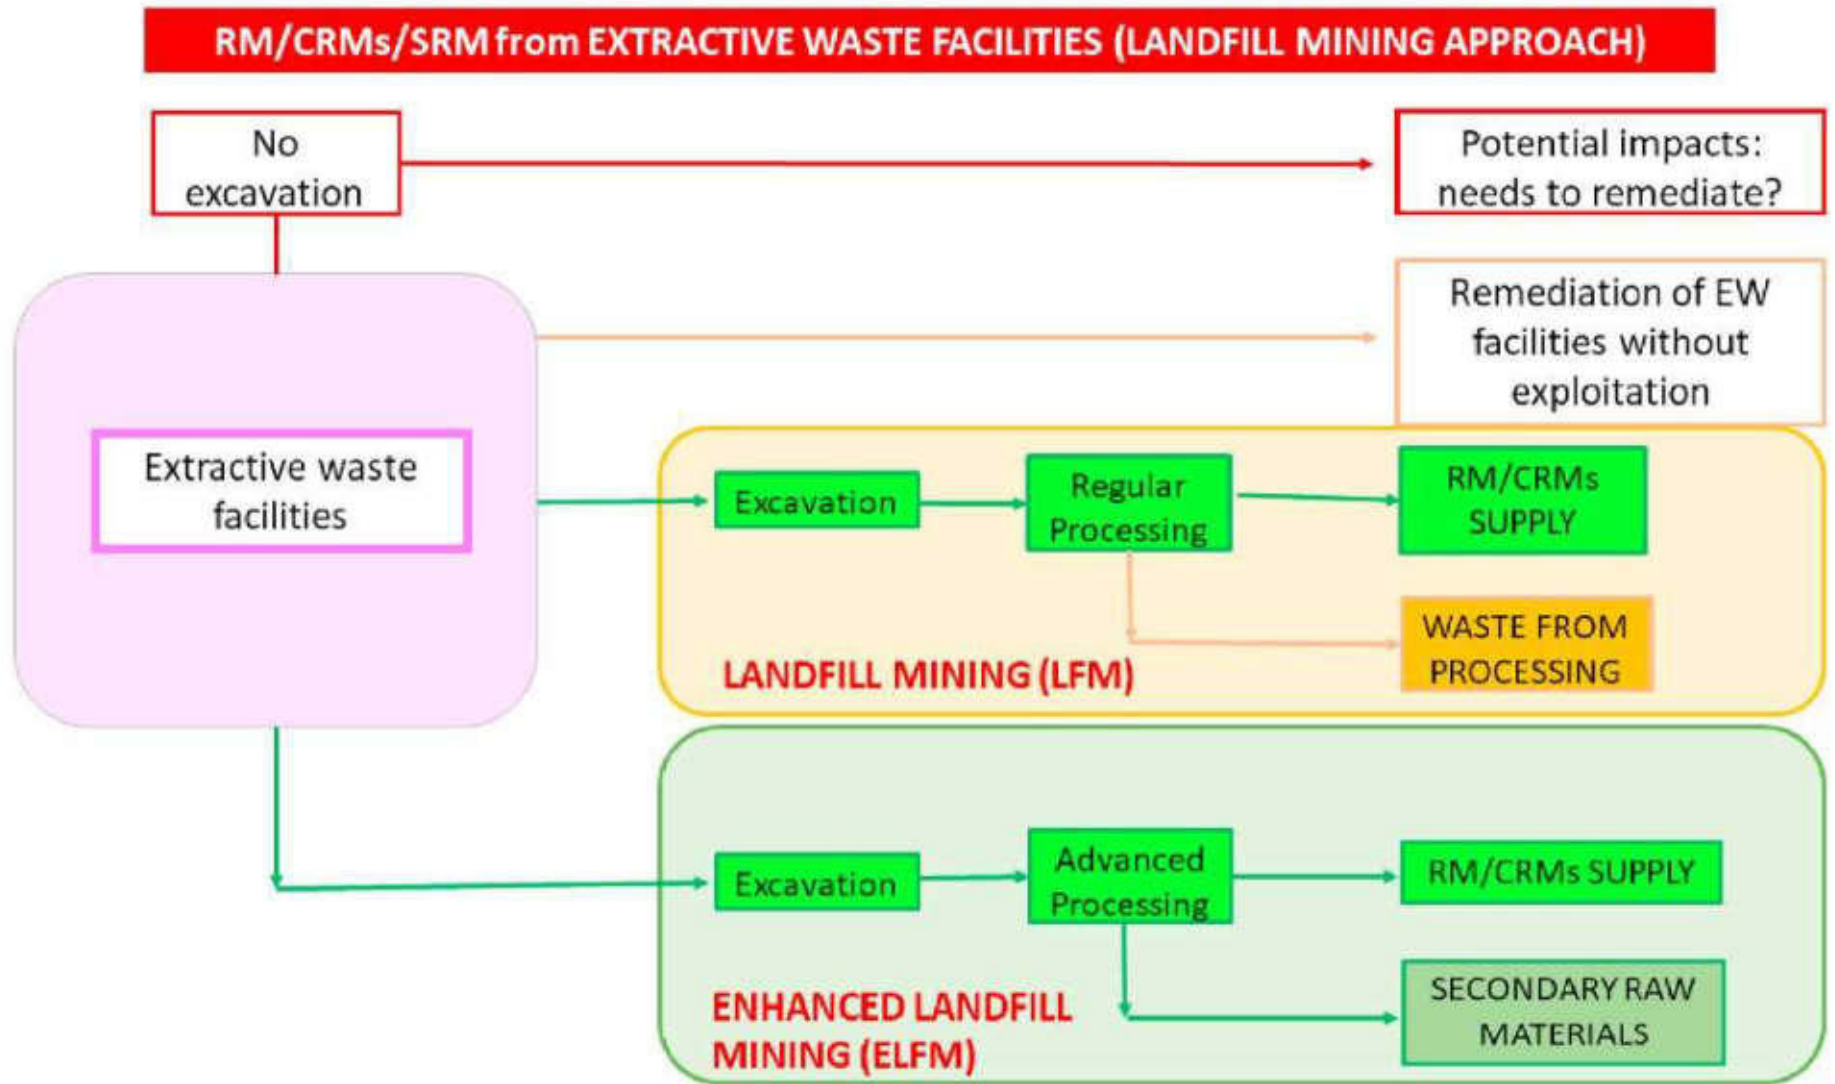 RM/CRMs/SRM from EXTRACTIVE WASTE FACILITIES (LANDFILL MINING APPROACH)
No
excavation
Potential impacts:
needs to remediate?
Remediation of EW
facilities without
exploitation
Extractive waste
facilities
Excavation
Regular
Processing
RM/CRMs
SUPPLY
WASTE FROM
PROCESSING
LANDFILL MINING (LFM)
Excavation
Advanced
Processing
RM/CRMs SUPPLY
SECONDARY RAW
MATERIALS
ENHANCED LANDFILL
MINING (ELFM)